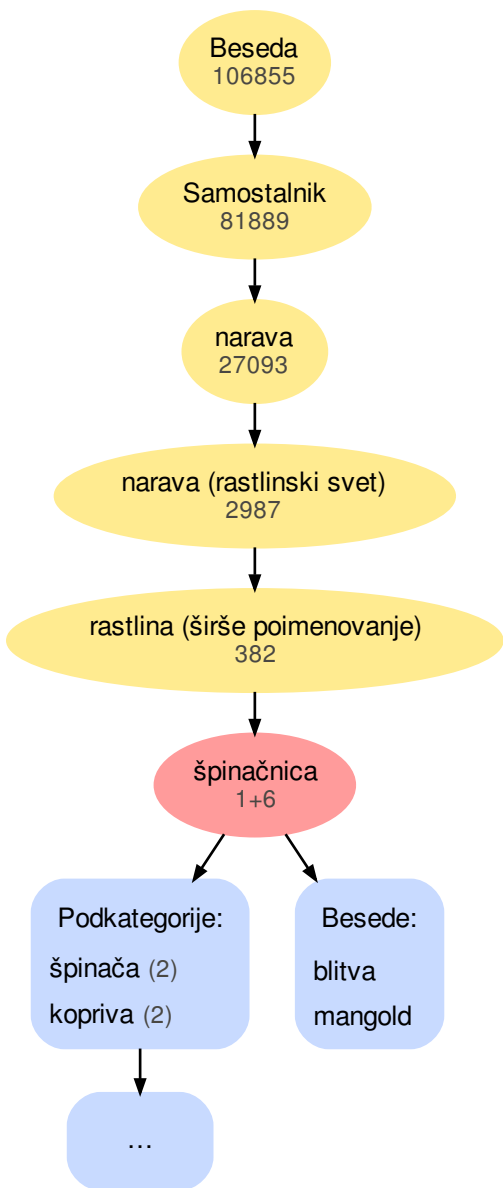 Beseda
106855
Samostalnik
81889
narava
27093
narava (rastlinski svet)
2987
rastlina (širše poimenovanje)
382
špinačnica
1+6
Podkategorije:
špinača (2)
kopriva (2)
Besede:
blitva
mangold
…